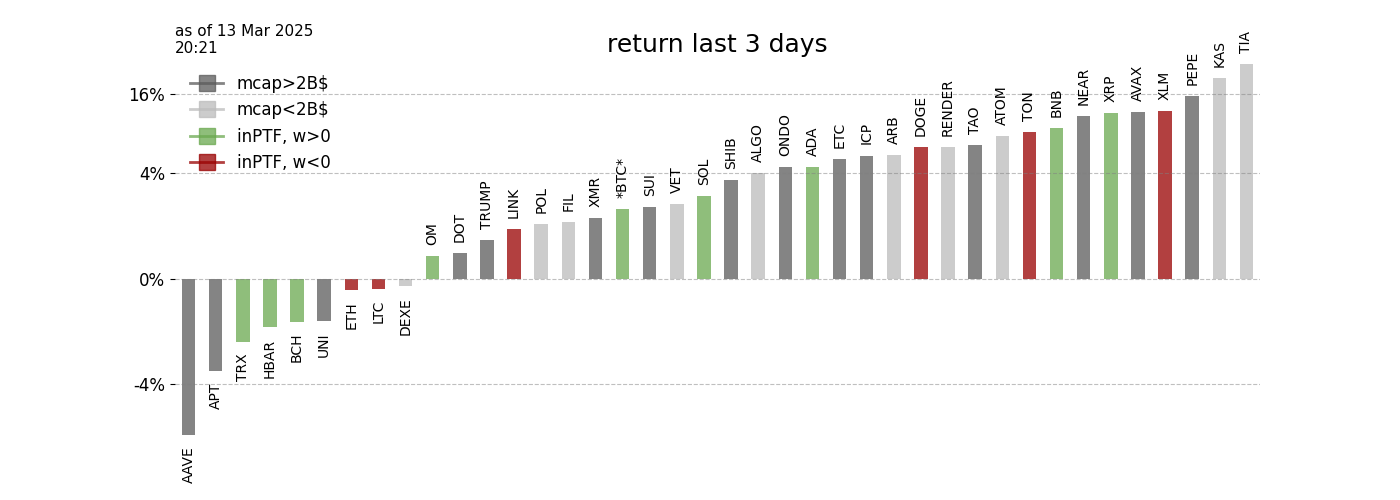 as of 13 Mar 2025
20:21
return last 3 days
mcap>2B$
mcap<2B$
inPTF, w>0
inPTF, w<0
16%
4%
0%
-4%
AAVE
APT
TRX
HBAR
BCH
UNI
ETH
LTC
DEXE
OM
DOT
TRUMP
LINK
POL
FIL
XMR
*BTC*
SUI
VET
SOL
SHIB
ALGO
ONDO
ADA
ETC
ICP
ARB
DOGE
RENDER
TAO
ATOM
TON
BNB
NEAR
XRP
AVAX
XLM
PEPE
KAS
TIA